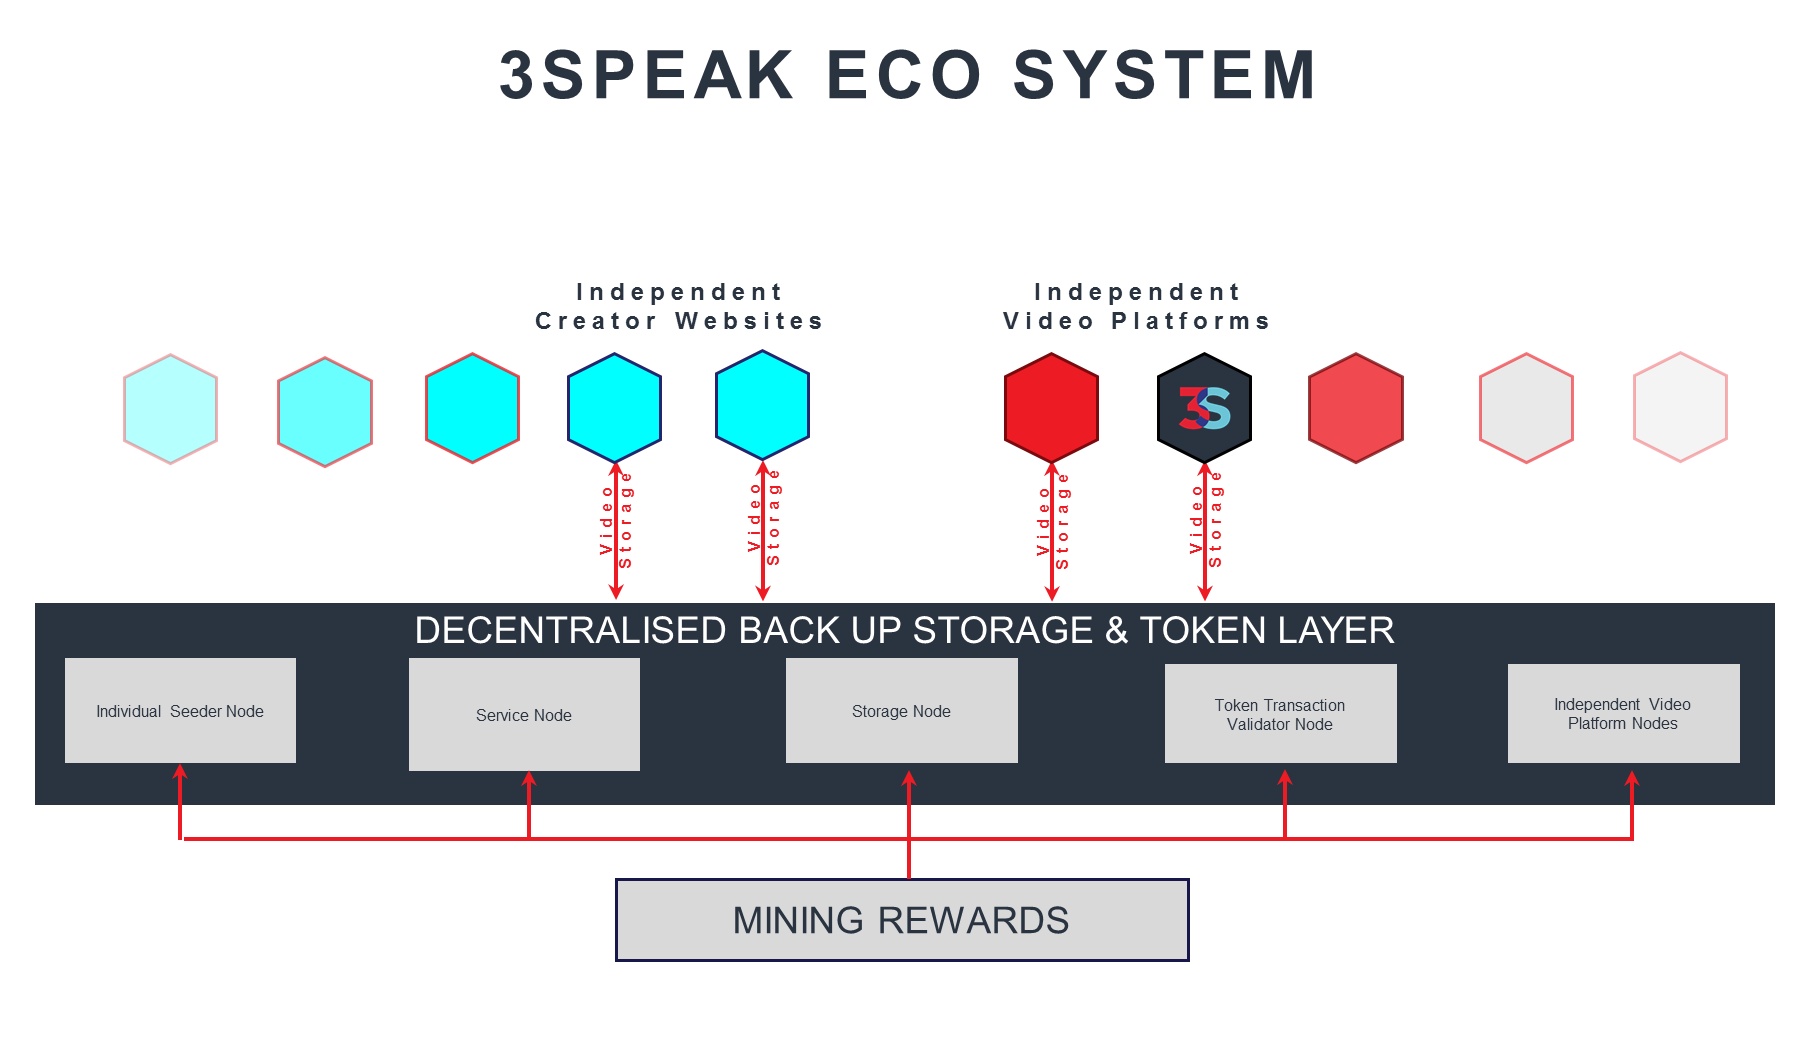 3SPEAK ECO SYSTEM
Independent
Creator Websites
Independent
Video Platforms
3S
Video
Storage
Video
Storage
Video
Storage
Video
Storage
DECENTRALISED BACK UP STORAGE & TOKEN LAYER
Individual Seeder Node
Service Node
Storage Node
Token Transaction
Validator Node
Independent Video
Platform Nodes
MINING REWARDS